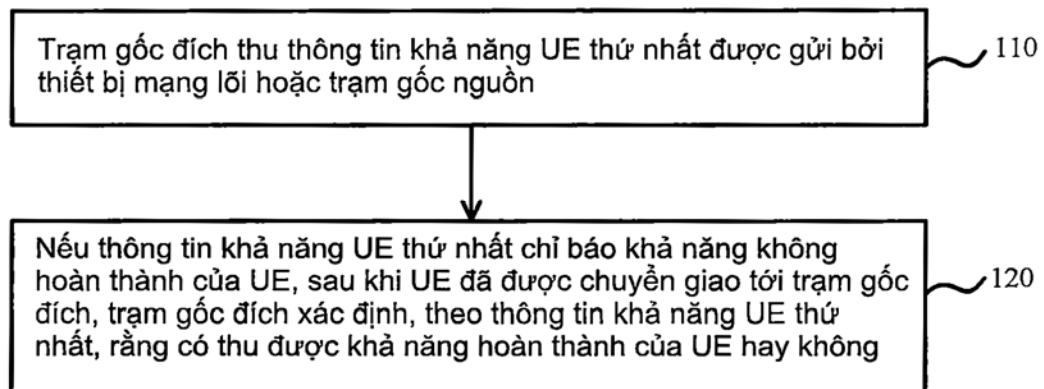 Trạm gốc đích thu thông tin khả năng UE thứ nhất được gửi bởi
thiết bị mạng lõi hoặc trạm gốc nguồn
110
Nếu thông tin khả năng UE thứ nhất chỉ báo khả năng không
hoàn thành của UE, sau khi UE đã được chuyển giao tới trạm gốc
đích, trạm gốc đích xác định, theo thông tin khả năng UE thứ
nhất, rằng có thu được khả năng hoàn thành của UE hay không
120